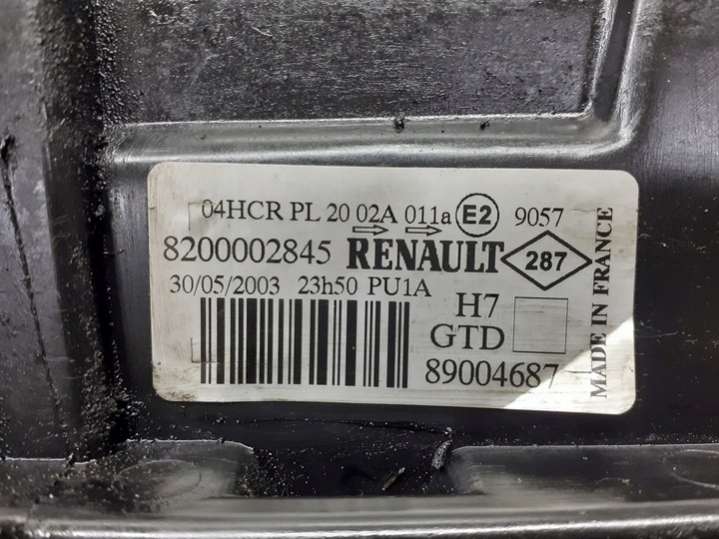 04HCR PL 20 02A 011a E2 9057
8200002845 RENAULT 287
30/05/2003 23h50 PU1A
H7
GTD
89004687
MADE IN FRANCE